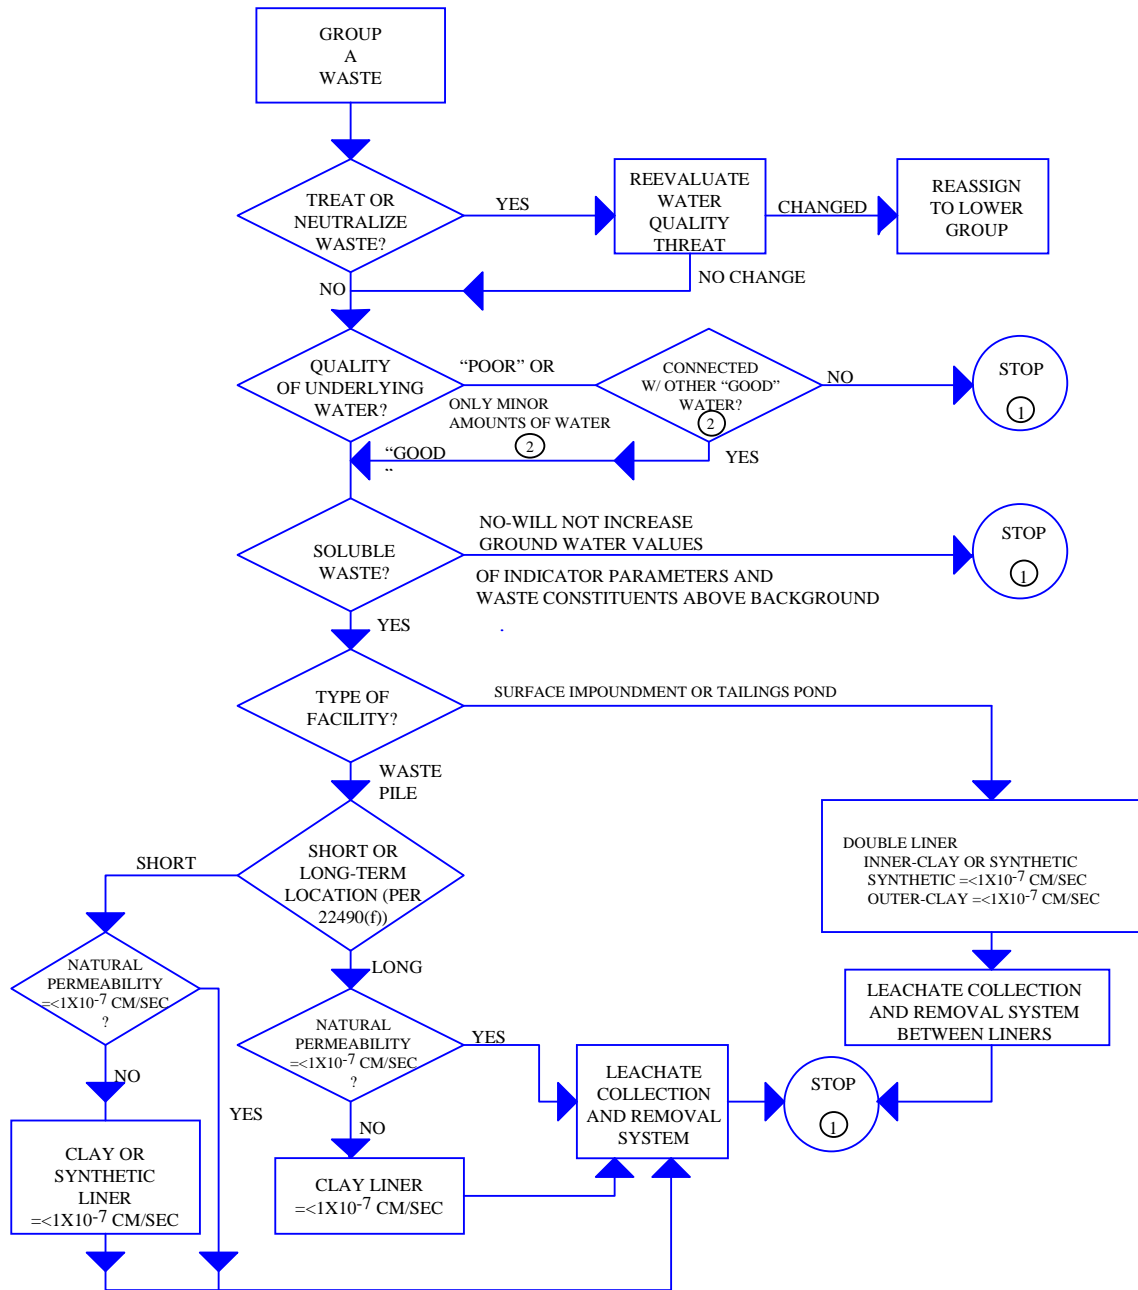 GROUP
A
WASTE
TREAT OR
NEUTRALIZE
WASTE?
YES
REEVALUATE
WATER
QUALITY
THREAT
CHANGED
REASSIGN
TO LOWER
GROUP
NO
NO CHANGE
QUALITY
OF UNDERLYING
WATER?
“POOR” OR
ONLY MINOR
AMOUNTS OF WATER
2
CONNECTED
W/ OTHER “GOOD”
WATER?
2
NO
STOP
1
“GOOD
”
YES
SOLUBLE
WASTE?
NO-WILL NOT INCREASE
GROUND WATER VALUES
OF INDICATOR PARAMETERS AND
WASTE CONSTITUENTS ABOVE BACKGROUND
STOP
1
YES
TYPE OF
FACILITY?
SURFACE IMPOUNDMENT OR TAILINGS POND
WASTE
PILE
SHORT OR
LONG-TERM
LOCATION (PER
22490(f))
SHORT
DOUBLE LINER
INNER-CLAY OR SYNTHETIC
SYNTHETIC =<1X10-7 CM/SEC
OUTER-CLAY =<1X10-7 CM/SEC
NATURAL
PERMEABILITY
=<1X10-7 CM/SEC
?
LONG
NATURAL
PERMEABILITY
=<1X10-7 CM/SEC
?
YES
LEACHATE COLLECTION
AND REMOVAL SYSTEM
BETWEEN LINERS
LEACHATE
COLLECTION
AND REMOVAL
SYSTEM
STOP
1
NO
YES
NO
CLAY OR
SYNTHETIC
LINER
=<1X10-7 CM/SEC
CLAY LINER
=<1X10-7 CM/SEC